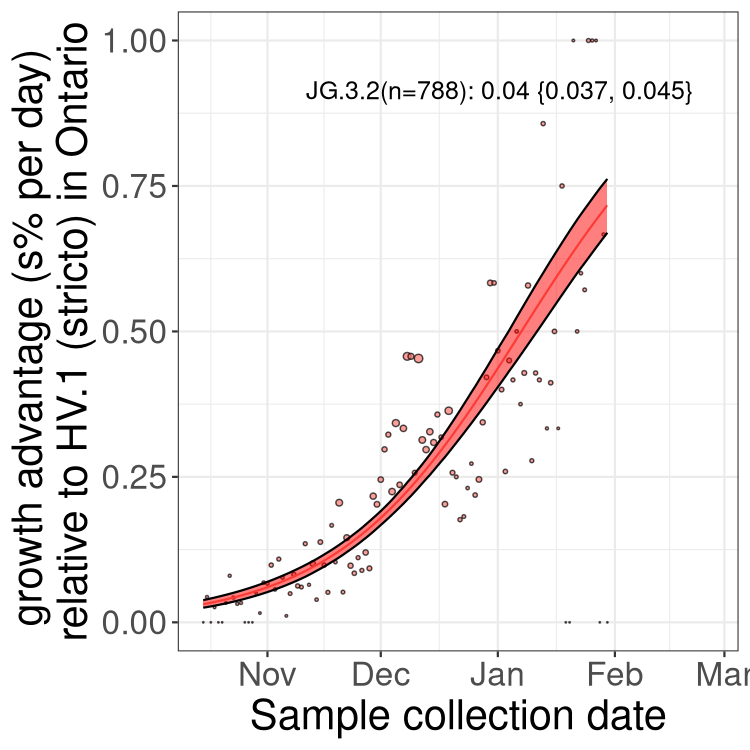 growth advantage (s% per day)
relative to HV.1 (stricto) in Ontario
1.00
0.75
0.50
0.25
0.00
JG.3.2(n=788): 0.04 {0.037, 0.045}
Nov Dec Jan Feb Mar
Sample collection date